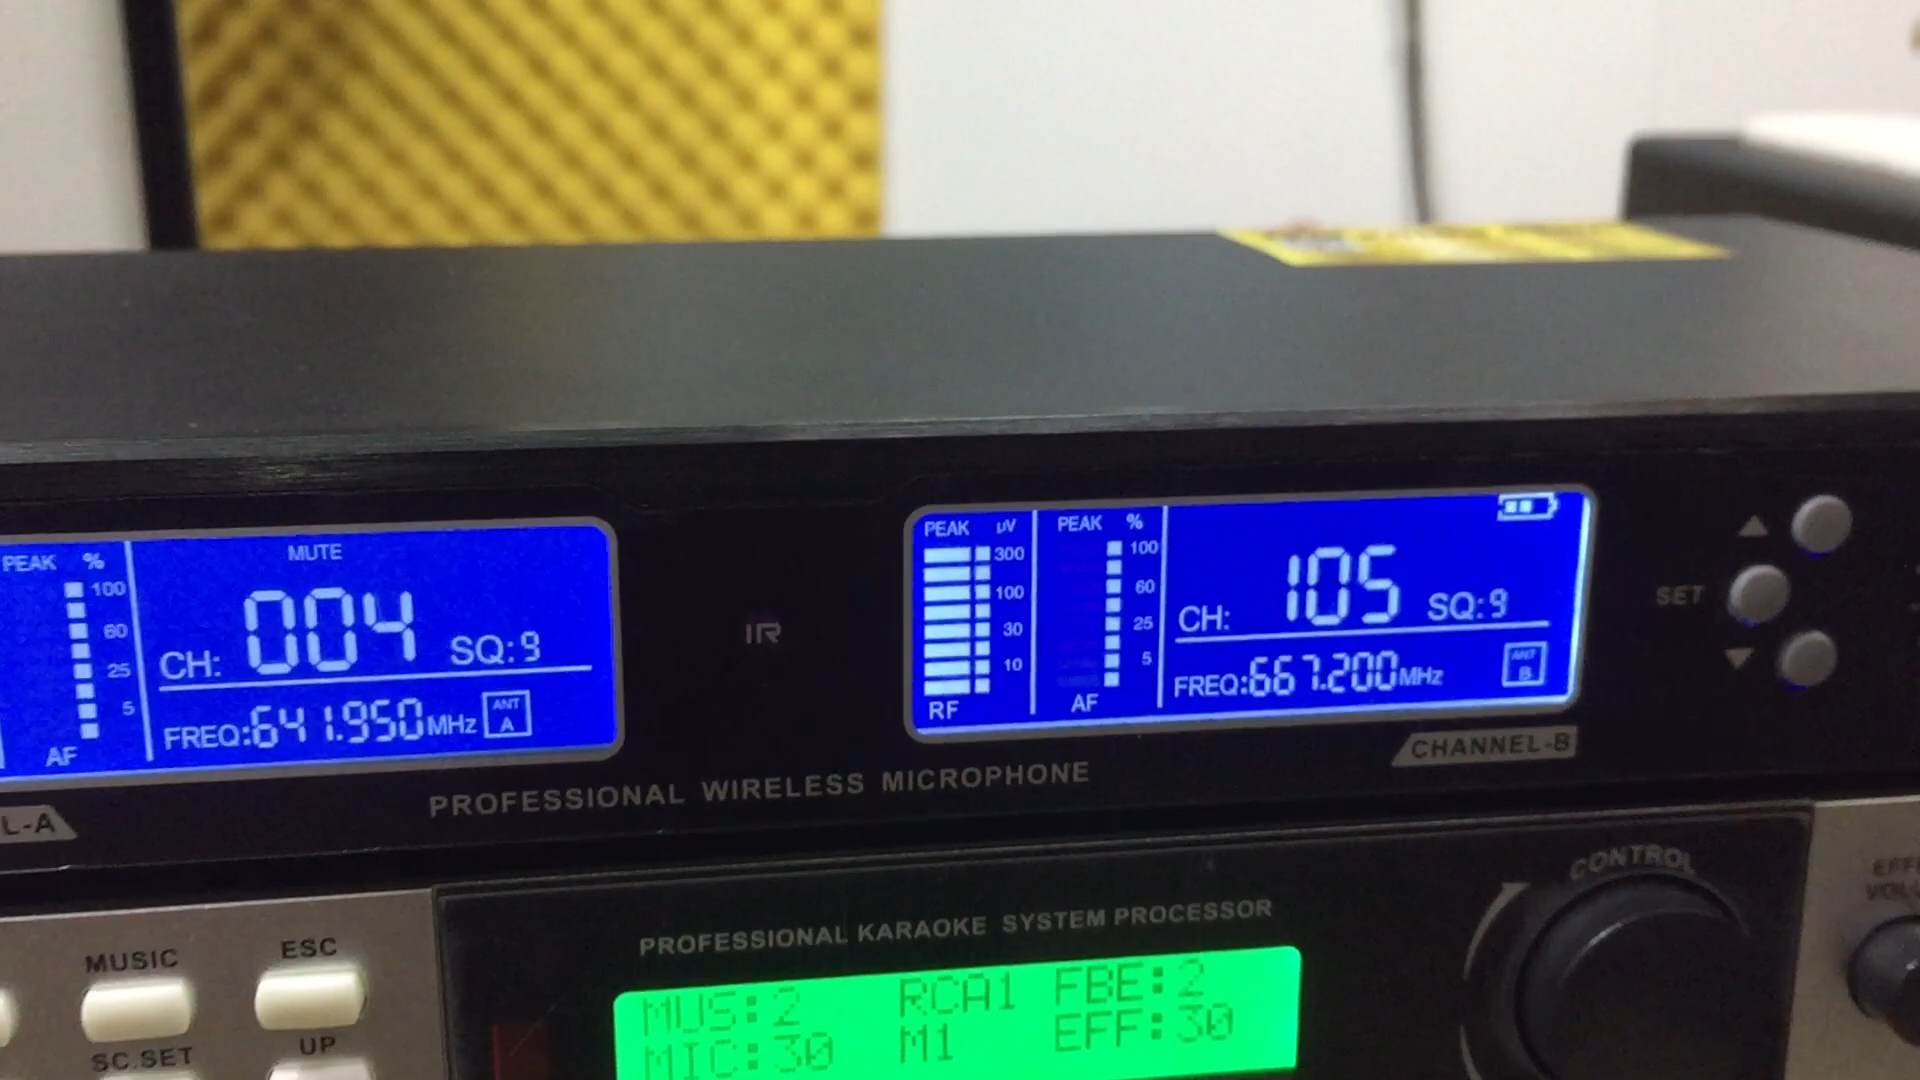 PEAK %
100
60
25
5
AF
MUTE
CH: 004 SQ:9
FREQ:641.950MHz ANT A
L-A
IR
PEAK µV
300
100
30
10
RF
PEAK %
100
60
25
5
AF
CH: 105 SQ:9
FREQ:667.200MHz ANT B
CHANNEL-B
SET
PROFESSIONAL WIRELESS MICROPHONE
PROFESSIONAL KARAOKE SYSTEM PROCESSOR
MUS:2 RCA1 FBE:2
MIC:30 M1 EFF:30
MUSIC
ESC
SC.SET
UP
CONTROL